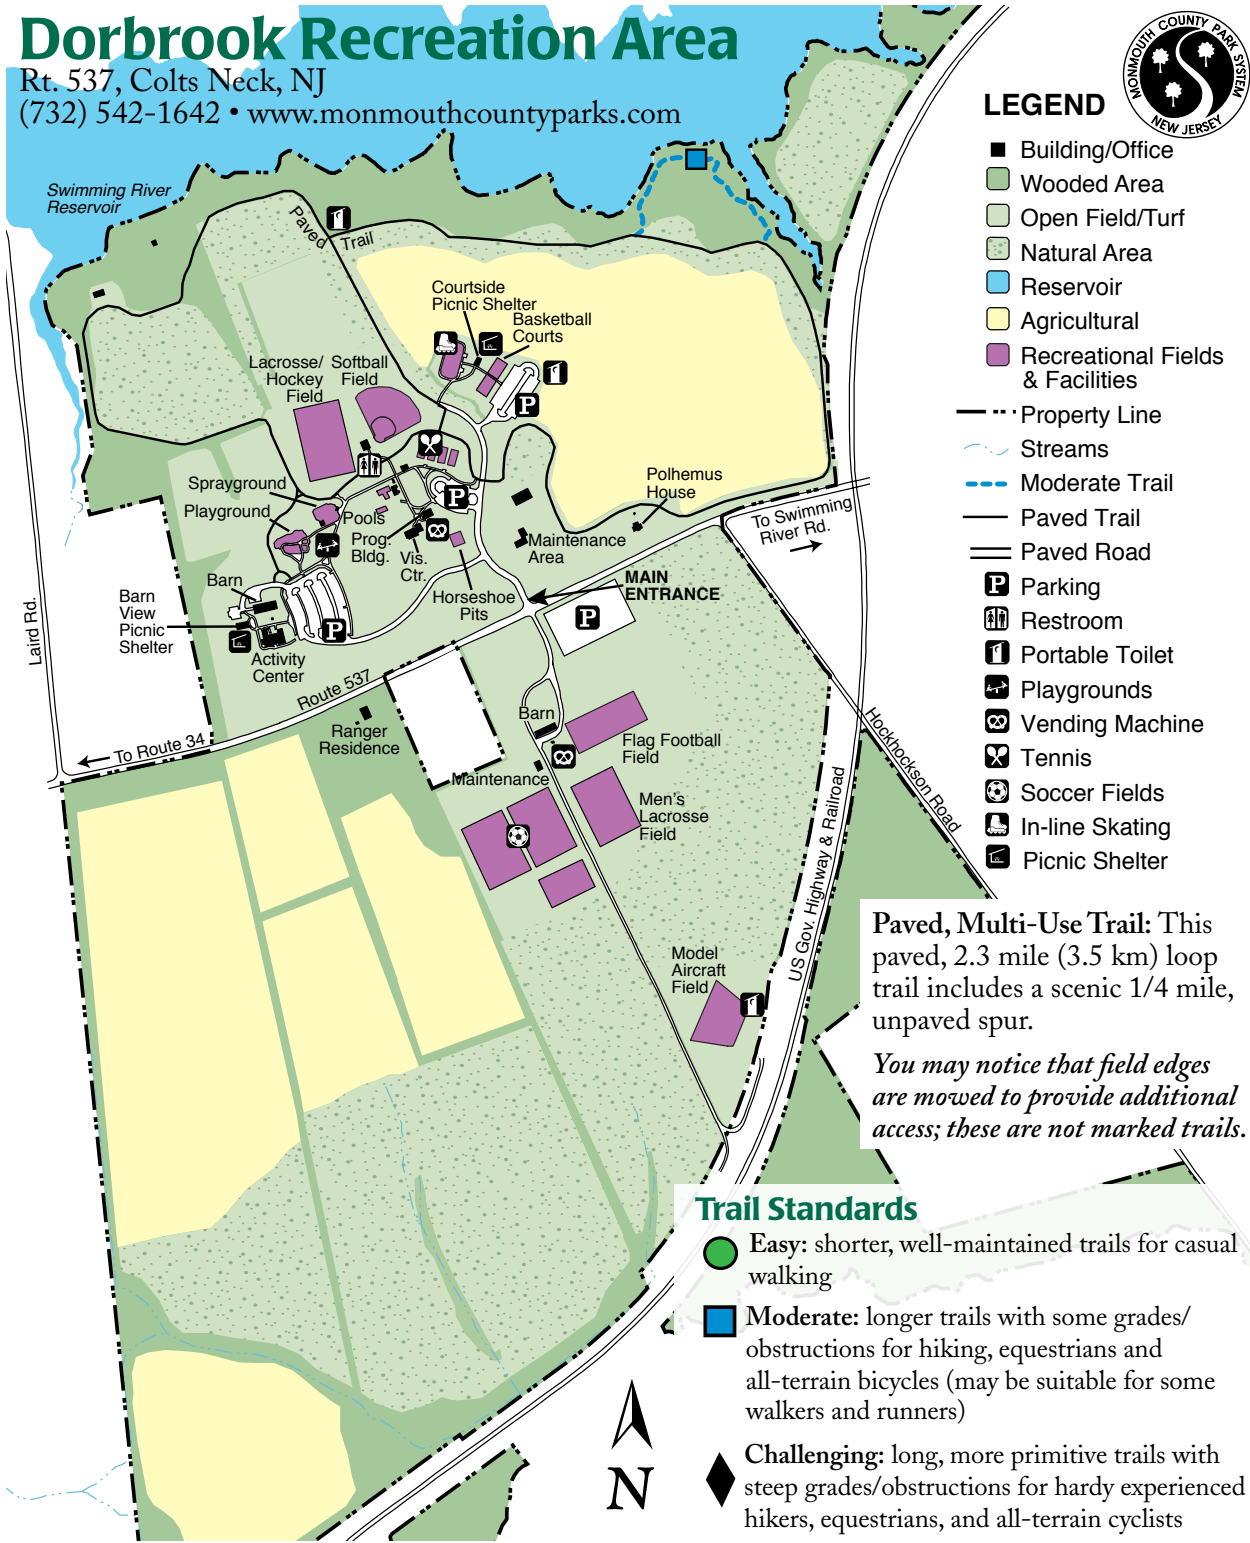 Dorbrook Recreation Area
Rt. 537, Colts Neck, NJ
(732) 542-1642 • www.monmouthcountyparks.com
MONMOUTH COUNTY PARK SYSTEM
NEW JERSEY
LEGEND
Building/Office
Wooded Area
Open Field/Turf
Natural Area
Reservoir
Agricultural
Recreational Fields
& Facilities
Property Line
Streams
Moderate Trail
Paved Trail
Paved Road
P Parking
Restroom
Portable Toilet
Playgrounds
Vending Machine
Tennis
Soccer Fields
In-line Skating
Picnic Shelter
Swimming River
Reservoir
Paved Trail
Courtside
Picnic Shelter
Basketball
Courts
Lacrosse/
Hockey
Field
Softball
Field
P
Sprayground
Playground
Pools
P
Prog.
Bldg.
Vis.
Ctr.
Polhemus
House
To Swimming
River Rd.
Maintenance
Area
Horseshoe
Pits
MAIN
ENTRANCE
P
Barn
Barn
View
Picnic
Shelter
P
Activity
Center
Laird Rd.
Route 537
To Route 34
Ranger
Residence
Barn
Flag Football
Field
Maintenance
Men's
Lacrosse
Field
Hockhockson Road
US Gov. Highway & Railroad
Model
Aircraft
Field
Paved, Multi-Use Trail: This
paved, 2.3 mile (3.5 km) loop
trail includes a scenic 1/4 mile,
unpaved spur.
You may notice that field edges
are mowed to provide additional
access; these are not marked trails.
Trail Standards
Easy: shorter, well-maintained trails for casual
walking
Moderate: longer trails with some grades/
obstructions for hiking, equestrians and
all-terrain bicycles (may be suitable for some
walkers and runners)
Challenging: long, more primitive trails with
steep grades/obstructions for hardy experienced
hikers, equestrians, and all-terrain cyclists
N